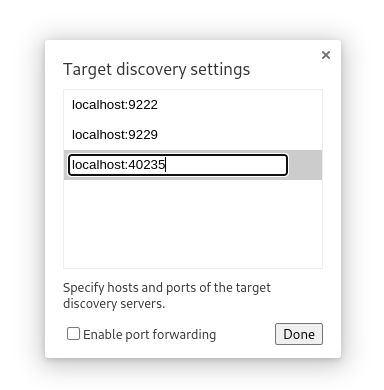 ×
Target discovery settings
localhost:9222
localhost:9229
localhost:40235
Specify hosts and ports of the target
discovery servers.
Enable port forwarding
Done